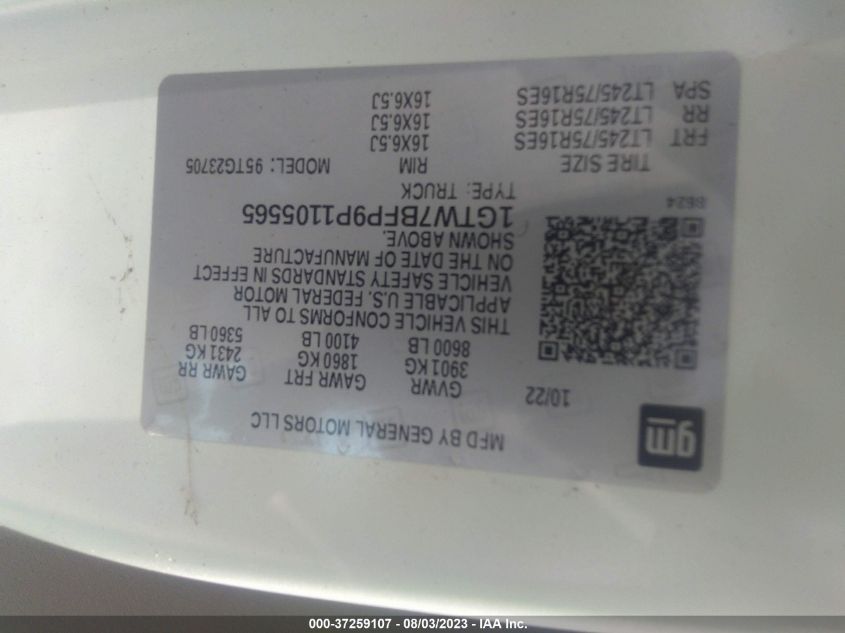 gm
MFD BY GENERAL MOTORS LLC
10/22
GVWR GAWR FRT GAWR RR
3901 KG 1860 KG 2431 KG
8600 LB 4100 LB 5360 LB
THIS VEHICLE CONFORMS TO ALL
APPLICABLE U.S. FEDERAL MOTOR
VEHICLE SAFETY STANDARDS IN EFFECT
ON THE DATE OF MANUFACTURE
SHOWN ABOVE.
1GTW7BFP9P1105565
8624
TYPE: TRUCK
TIRE SIZE RIM MODEL: 95TG23705
FRT LT245/75R16ES 16X6.5J
RR LT245/75R16ES 16X6.5J
SPA LT245/75R16ES 16X6.5J
000-37259107 - 08/03/2023 - IAA Inc.